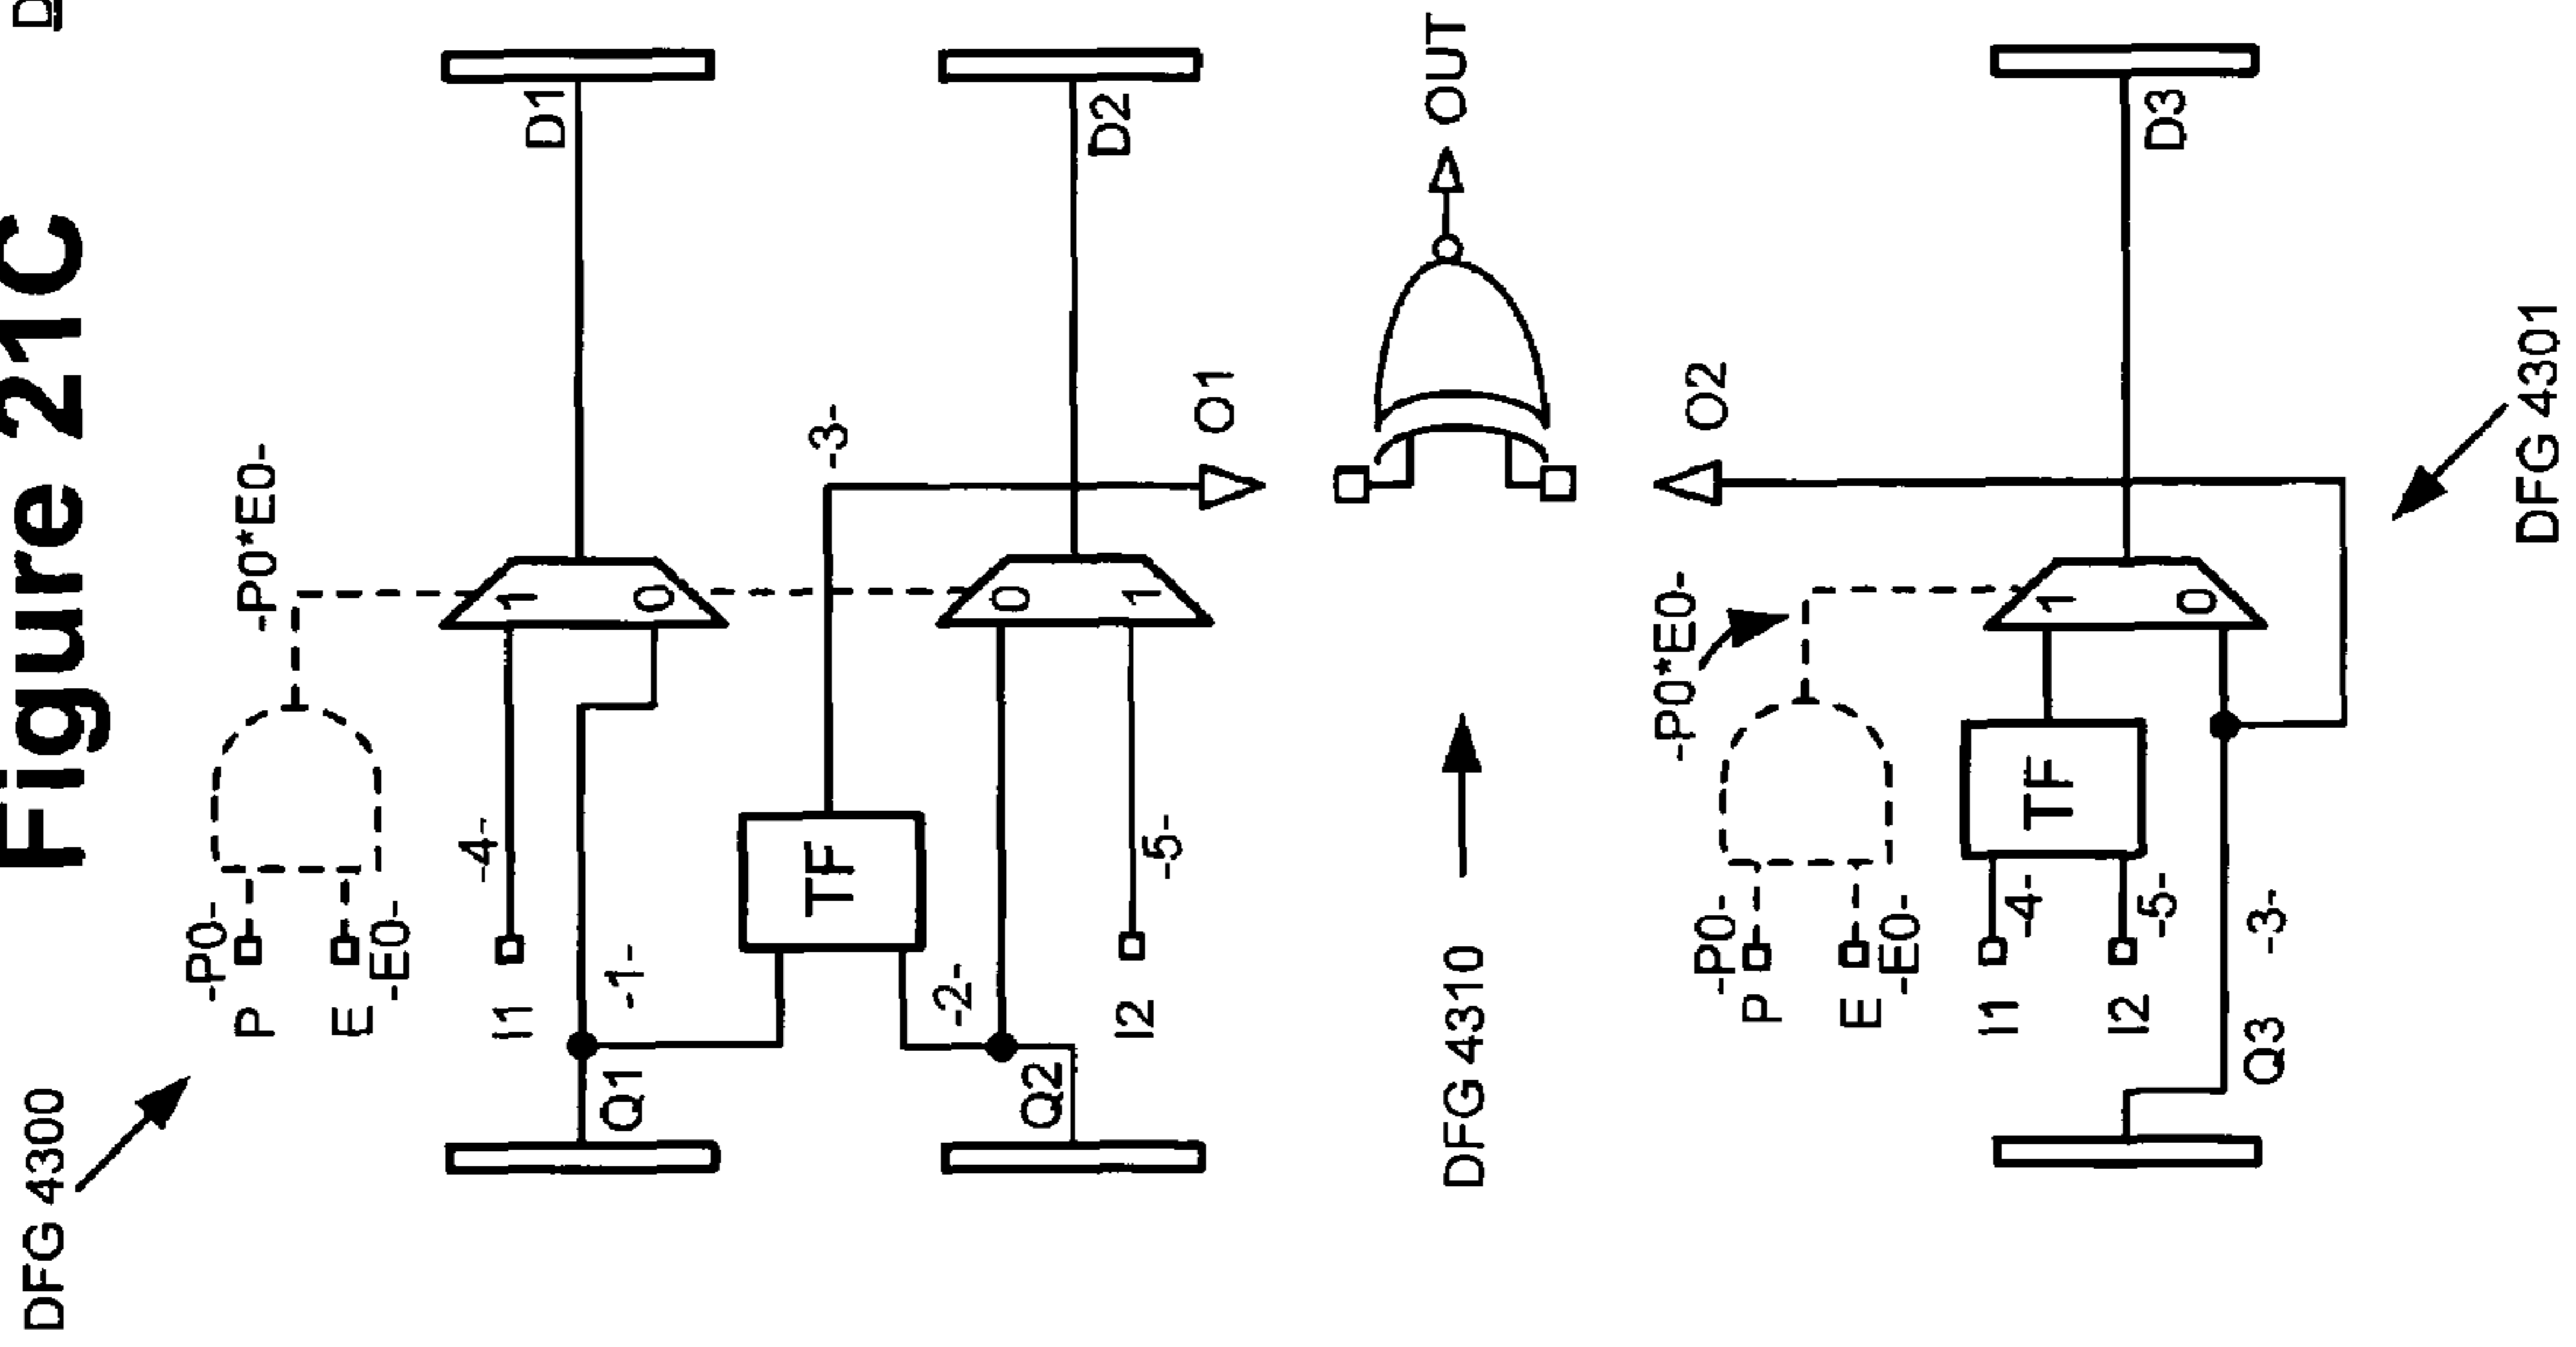 Figure 21C
D
DFG 4300
-P0-
P
E
-E0-
-P0*E0-
I1
-4-
1
0
D1
Q1
-1-
TF
-3-
-2-
Q2
0
1
D2
I2
-5-
O1
DFG 4310
OUT
O2
-P0-
P
E
-E0-
-P0*E0-
I1
-4-
I2
-5-
TF
1
0
D3
Q3
-3-
DFG 4301